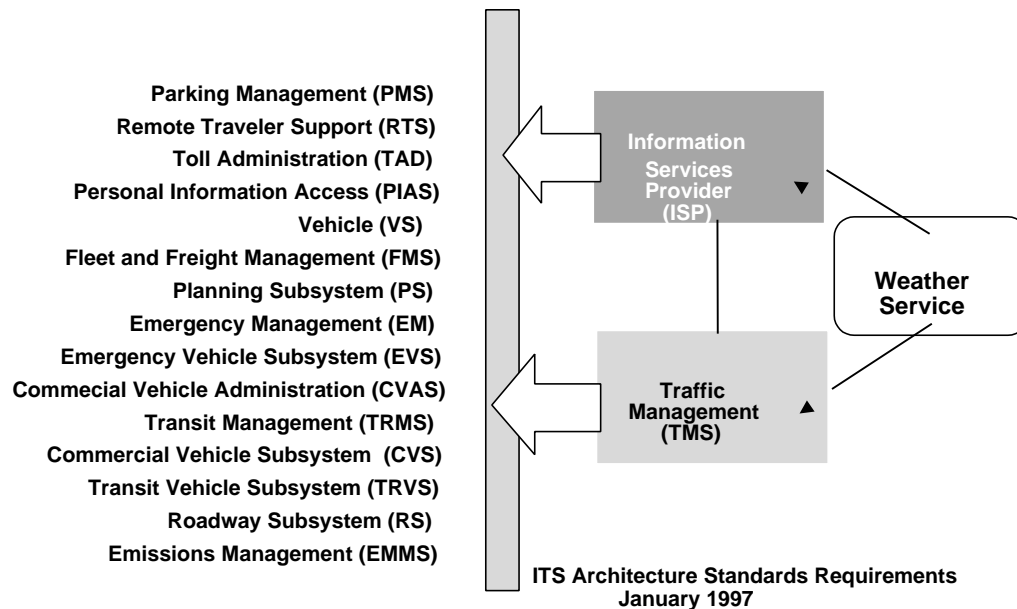 Parking Management (PMS)
Remote Traveler Support (RTS)
Toll Administration (TAD)
Personal Information Access (PIAS)
Vehicle (VS)
Fleet and Freight Management (FMS)
Planning Subsystem (PS)
Emergency Management (EM)
Emergency Vehicle Subsystem (EVS)
Commecial Vehicle Administration (CVAS)
Transit Management (TRMS)
Commercial Vehicle Subsystem (CVS)
Transit Vehicle Subsystem (TRVS)
Roadway Subsystem (RS)
Emissions Management (EMMS)
Information
Services
Provider
(ISP)
Weather
Service
Traffic
Management
(TMS)
ITS Architecture Standards Requirements
January 1997